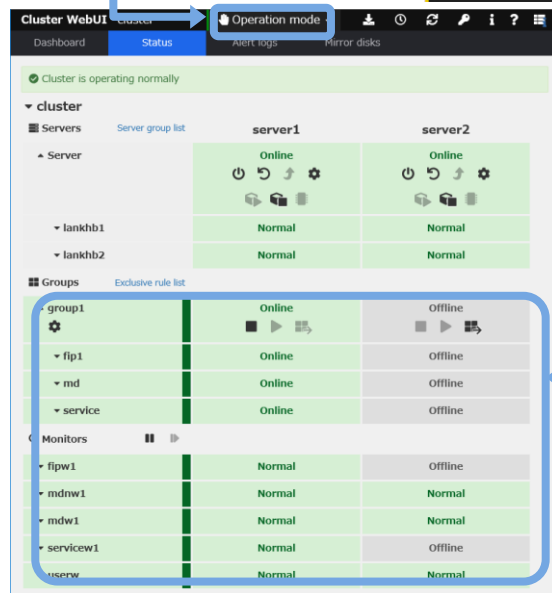 Cluster WebUI Cluster Operation mode
Dashboard Status Alert logs Mirror disks
Cluster is operating normally
cluster
Servers Server group list server1 server2
Server Online Online
lankhb1 Normal Normal
lankhb2 Normal Normal
Groups Exclusive rule list
group1 Online Offline
fip1 Online Offline
md Online Offline
service Online Offline
Monitors
fipw1 Normal Offline
mdnw1 Normal Normal
mdw1 Normal Normal
servicew1 Normal Offline
userw Normal Normal